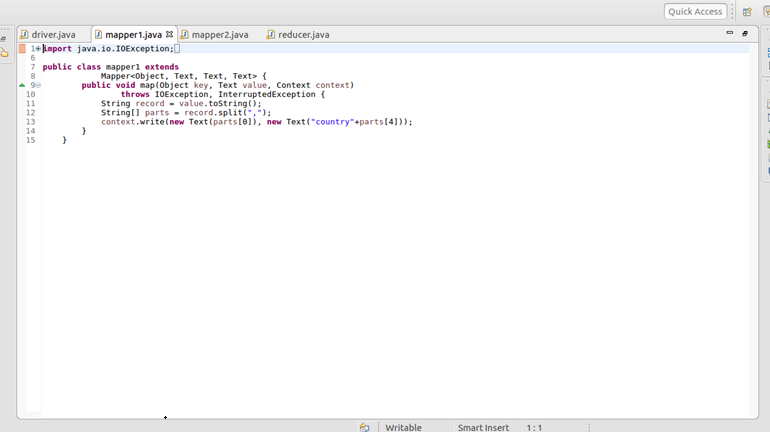 Quick Access
driver.java
mapper1.java
mapper2.java
reducer.java
1 import java.io.IOException;
6
7 public class mapper1 extends
8 Mapper<Object, Text, Text, Text> {
9 public void map(Object key, Text value, Context context)
10 throws IOException, InterruptedException {
11 String record = value.toString();
12 String[] parts = record.split(",");
13 context.write(new Text(parts[0]), new Text("country"+parts[4]));
14 }
15 }
Writable
Smart Insert
1 : 1